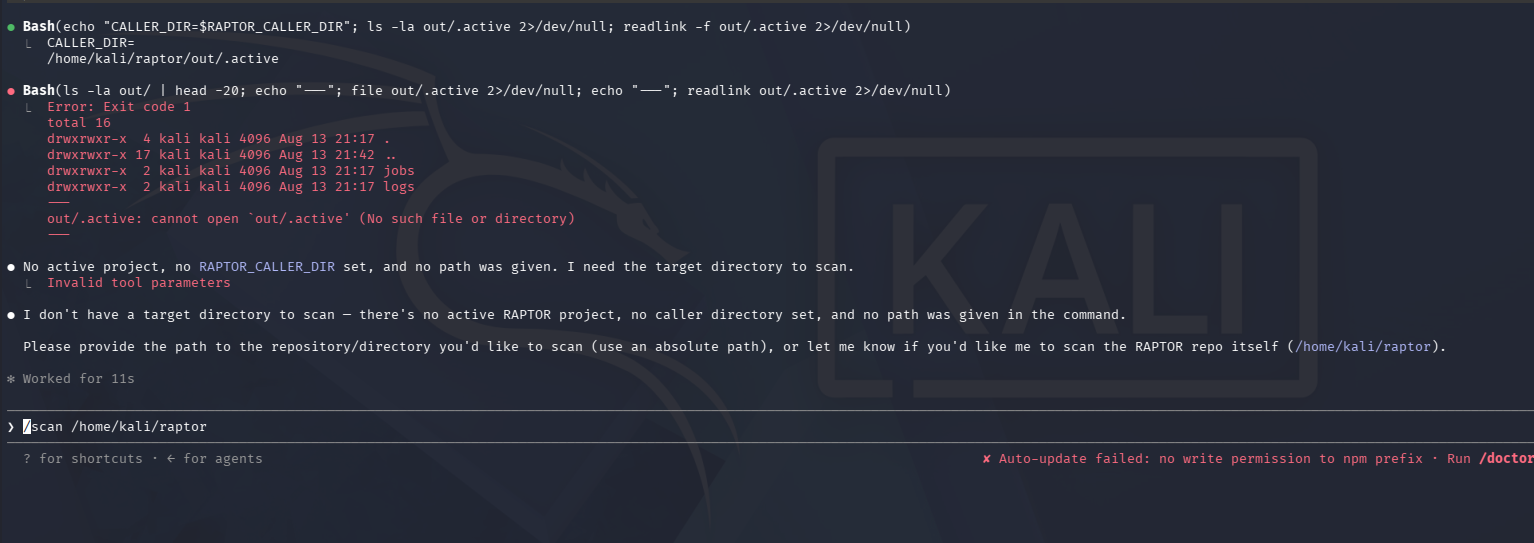 ● Bash(echo "CALLER_DIR=$RAPTOR_CALLER_DIR"; ls -la out/.active 2>/dev/null; readlink -f out/.active 2>/dev/null)
└ CALLER_DIR=
/home/kali/raptor/out/.active
● Bash(ls -la out/ | head -20; echo "---"; file out/.active 2>/dev/null; echo "---"; readlink out/.active 2>/dev/null)
└ Error: Exit code 1
total 16
drwxrwxr-x  4 kali kali 4096 Aug 13 21:17 .
drwxrwxr-x 17 kali kali 4096 Aug 13 21:42 ..
drwxrwxr-x  2 kali kali 4096 Aug 13 21:17 jobs
drwxrwxr-x  2 kali kali 4096 Aug 13 21:17 logs
---
out/.active: cannot open `out/.active' (No such file or directory)
---
● No active project, no RAPTOR_CALLER_DIR set, and no path was given. I need the target directory to scan.
└ Invalid tool parameters
● I don't have a target directory to scan — there's no active RAPTOR project, no caller directory set, and no path was given in the command.
Please provide the path to the repository/directory you'd like to scan (use an absolute path), or let me know if you'd like me to scan the RAPTOR repo itself (/home/kali/raptor).
✻ Worked for 11s
❯ /scan /home/kali/raptor
? for shortcuts · ← for agents
✘ Auto-update failed: no write permission to npm prefix · Run /doctor
KALI